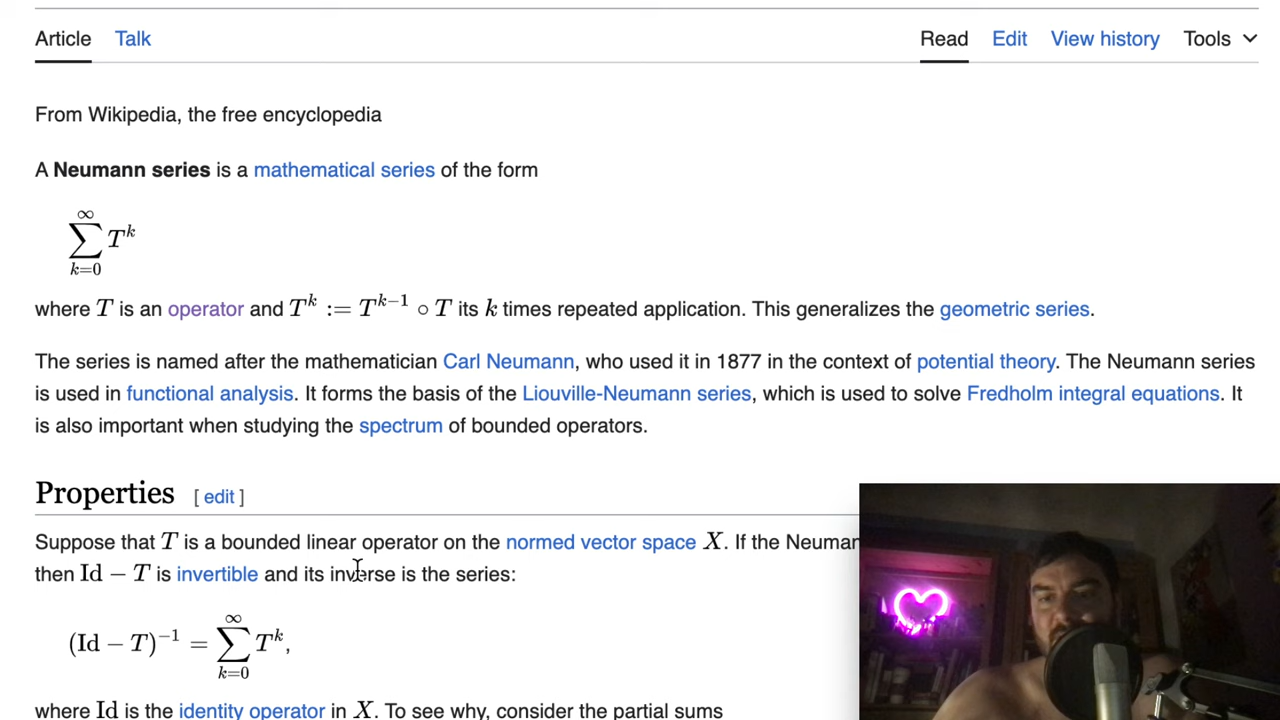 Article Talk Read Edit View history Tools
From Wikipedia, the free encyclopedia
A Neumann series is a mathematical series of the form
∑_{k=0}^{∞} T^k
where T is an operator and T^k := T^{k−1} ∘ T its k times repeated application. This generalizes the geometric series.
The series is named after the mathematician Carl Neumann, who used it in 1877 in the context of potential theory. The Neumann series
is used in functional analysis. It forms the basis of the Liouville-Neumann series, which is used to solve Fredholm integral equations. It
is also important when studying the spectrum of bounded operators.
Properties [ edit ]
Suppose that T is a bounded linear operator on the normed vector space X. If the Neuman
then Id − T is invertible and its inverse is the series:
(Id − T)^{−1} = ∑_{k=0}^{∞} T^k,
where Id is the identity operator in X. To see why, consider the partial sums